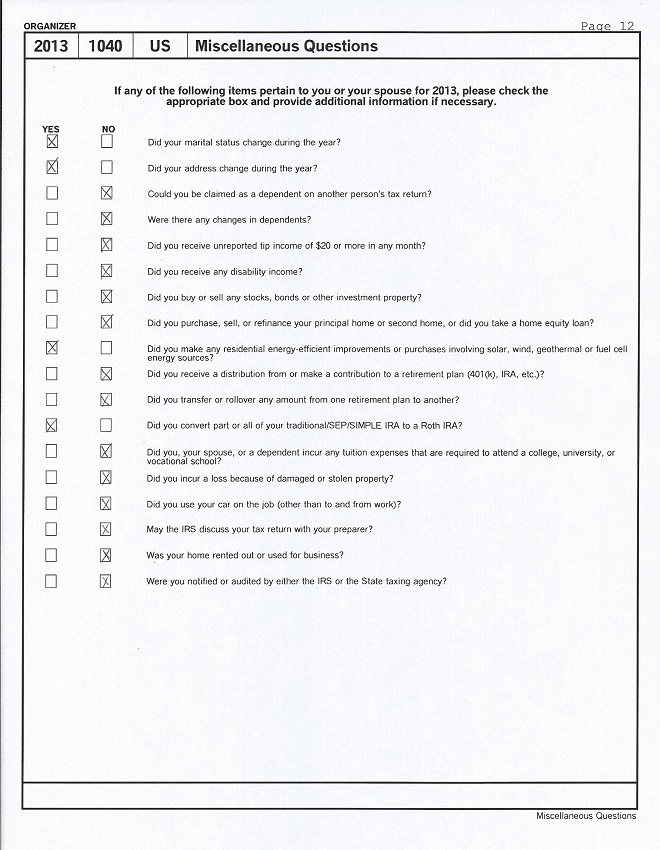 ORGANIZER
Page 12
2013 1040 US Miscellaneous Questions
If any of the following items pertain to you or your spouse for 2013, please check the
appropriate box and provide additional information if necessary.
YES NO
Did your marital status change during the year?
Did your address change during the year?
Could you be claimed as a dependent on another person's tax return?
Were there any changes in dependents?
Did you receive unreported tip income of $20 or more in any month?
Did you receive any disability income?
Did you buy or sell any stocks, bonds or other investment property?
Did you purchase, sell, or refinance your principal home or second home, or did you take a home equity loan?
Did you make any residential energy-efficient improvements or purchases involving solar, wind, geothermal or fuel cell
energy sources?
Did you receive a distribution from or make a contribution to a retirement plan (401(k), IRA, etc.)?
Did you transfer or rollover any amount from one retirement plan to another?
Did you convert part or all of your traditional/SEP/SIMPLE IRA to a Roth IRA?
Did you, your spouse, or a dependent incur any tuition expenses that are required to attend a college, university, or
vocational school?
Did you incur a loss because of damaged or stolen property?
Did you use your car on the job (other than to and from work)?
May the IRS discuss your tax return with your preparer?
Was your home rented out or used for business?
Were you notified or audited by either the IRS or the State taxing agency?
Miscellaneous Questions